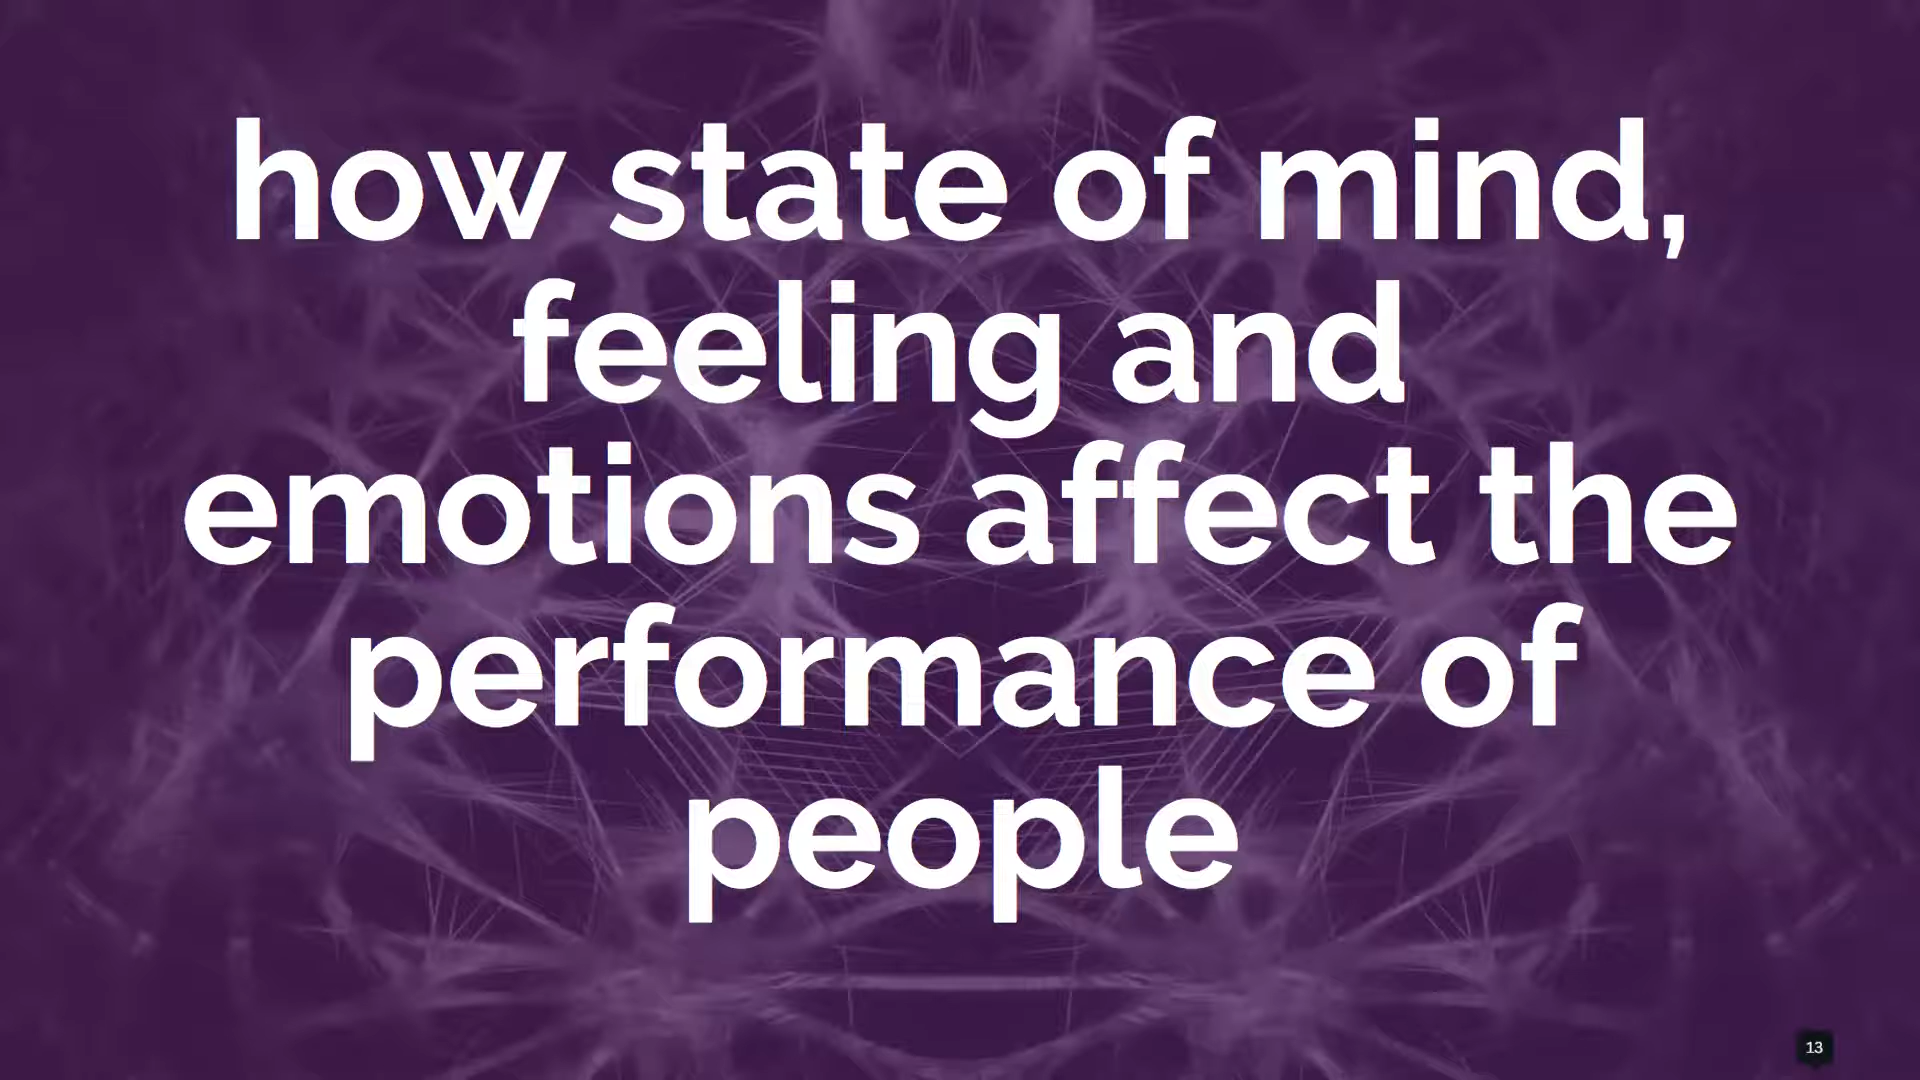 how state of mind,
feeling and
emotions affect the
performance of
people
13